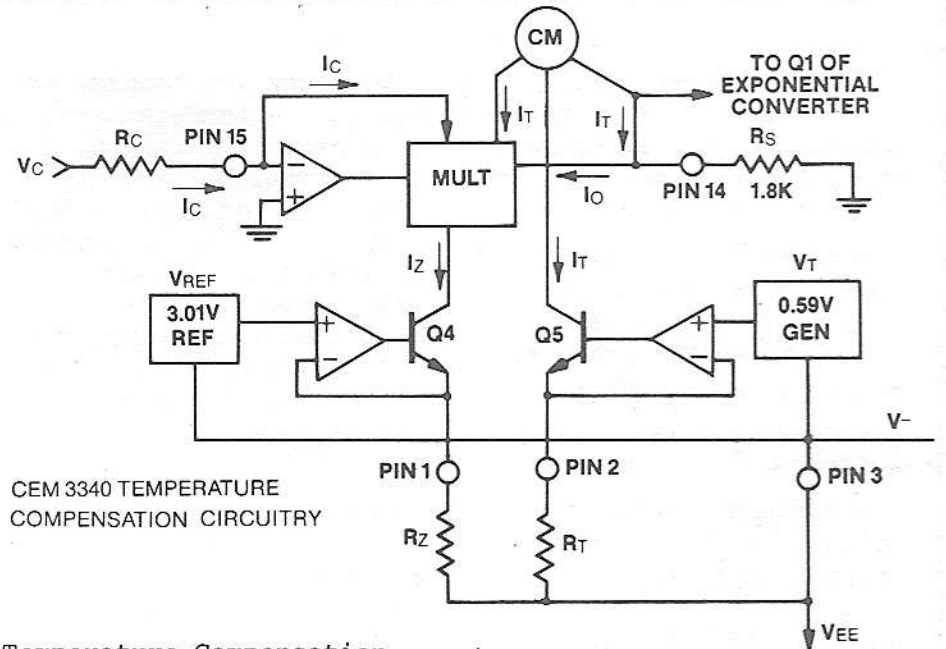 CM
IC
TO Q1 OF
EXPONENTIAL
CONVERTER
IT
IT
RC
PIN 15
VC
IC
MULT
IO
PIN 14
RS
1.8K
IZ
IT
VREF
3.01V
REF
Q4
Q5
VT
0.59V
GEN
V-
PIN 1
PIN 2
PIN 3
CEM 3340 TEMPERATURE
COMPENSATION CIRCUITRY
RZ
RT
VEE
Temperature Compensation